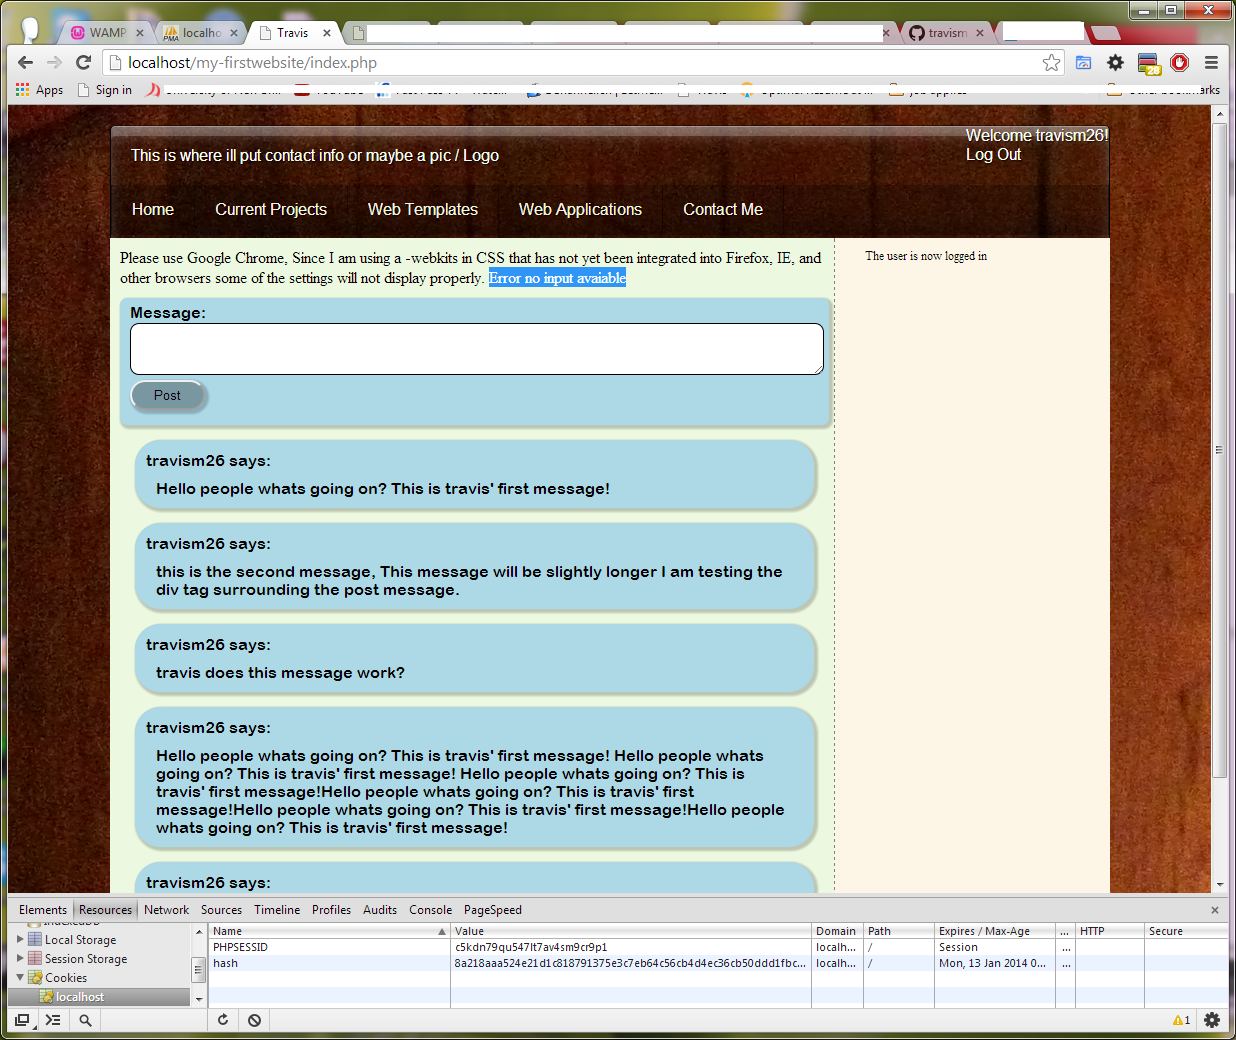 WAMP
localho
Travis
travism
localhost/my-firstwebsite/index.php
Apps
Sign in
This is where ill put contact info or maybe a pic / Logo
Welcome travism26!
Log Out
Home Current Projects Web Templates Web Applications Contact Me
Please use Google Chrome, Since I am using a -webkits in CSS that has not yet been integrated into Firefox, IE, and
other browsers some of the settings will not display properly. Error no input avaiable
The user is now logged in
Message:
Post
travism26 says:
Hello people whats going on? This is travis' first message!
travism26 says:
this is the second message, This message will be slightly longer I am testing the
div tag surrounding the post message.
travism26 says:
travis does this message work?
travism26 says:
Hello people whats going on? This is travis' first message! Hello people whats
going on? This is travis' first message! Hello people whats going on? This is
travis' first message!Hello people whats going on? This is travis' first
message!Hello people whats going on? This is travis' first message!Hello people
whats going on? This is travis' first message!
travism26 says:
Elements Resources Network Sources Timeline Profiles Audits Console PageSpeed
IndexedDB
Local Storage
Session Storage
Cookies
localhost
Name Value Domain Path Expires / Max-Age ... HTTP Secure
PHPSESSID c5kdn79qu547lt7av4sm9cr9p1 localh... / Session ...
hash 8a218aaa524e21d1c818791375e3c7eb64c56cb4d4ec36cb50ddd1fbc... localh... / Mon, 13 Jan 2014 0... ...
1